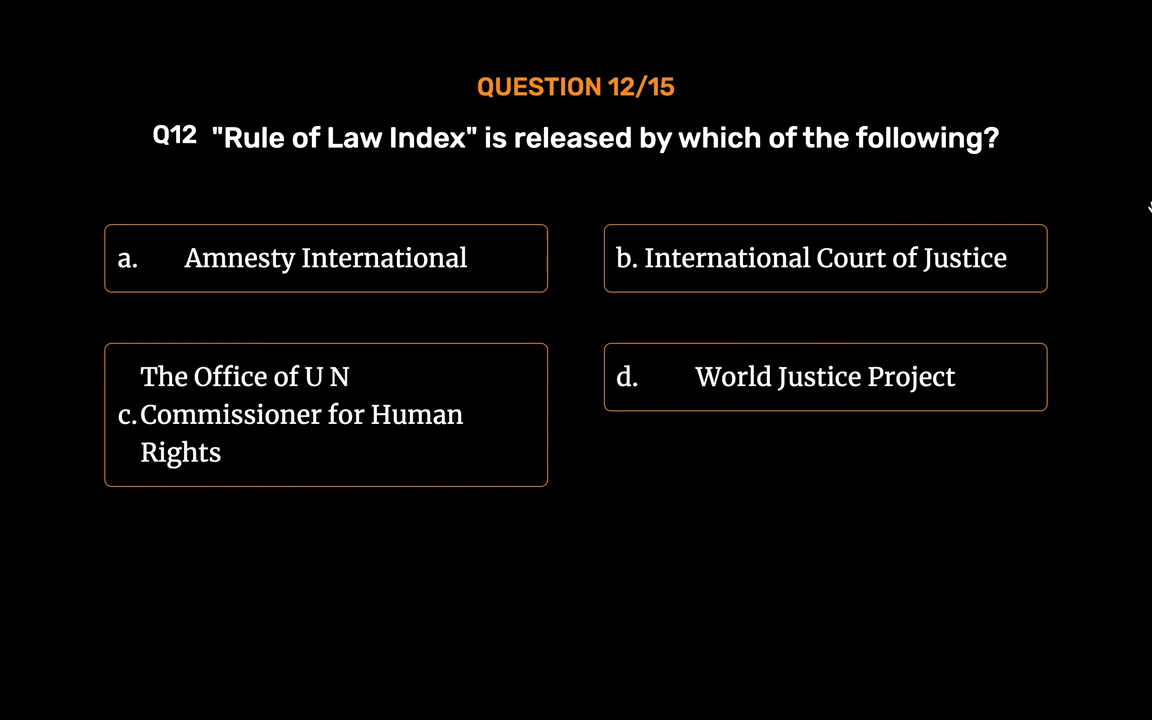 QUESTION 12/15
Q12 "Rule of Law Index" is released by which of the following?
a. Amnesty International
b. International Court of Justice
The Office of U N
c. Commissioner for Human
Rights
d. World Justice Project